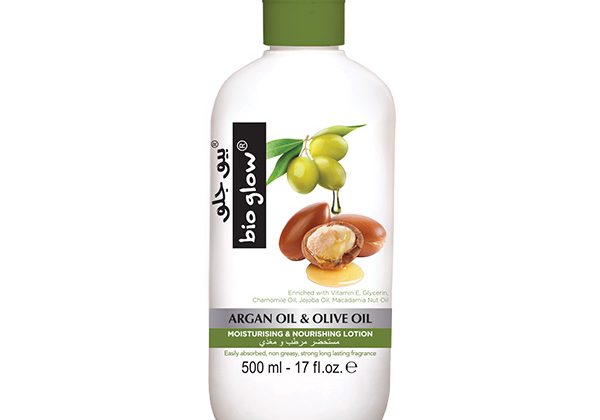 بيو جلو®
bio glow®
Enriched with Vitamin E, Glycerin,
Chamomile Oil, Jojoba Oil, Macadamia Nut Oil
ARGAN OIL & OLIVE OIL
MOISTURISING & NOURISHING LOTION
مستحضر مرطب و مغذي
Easily absorbed, non greasy, strong long lasting fragrance
500 ml - 17 fl.oz. ℮